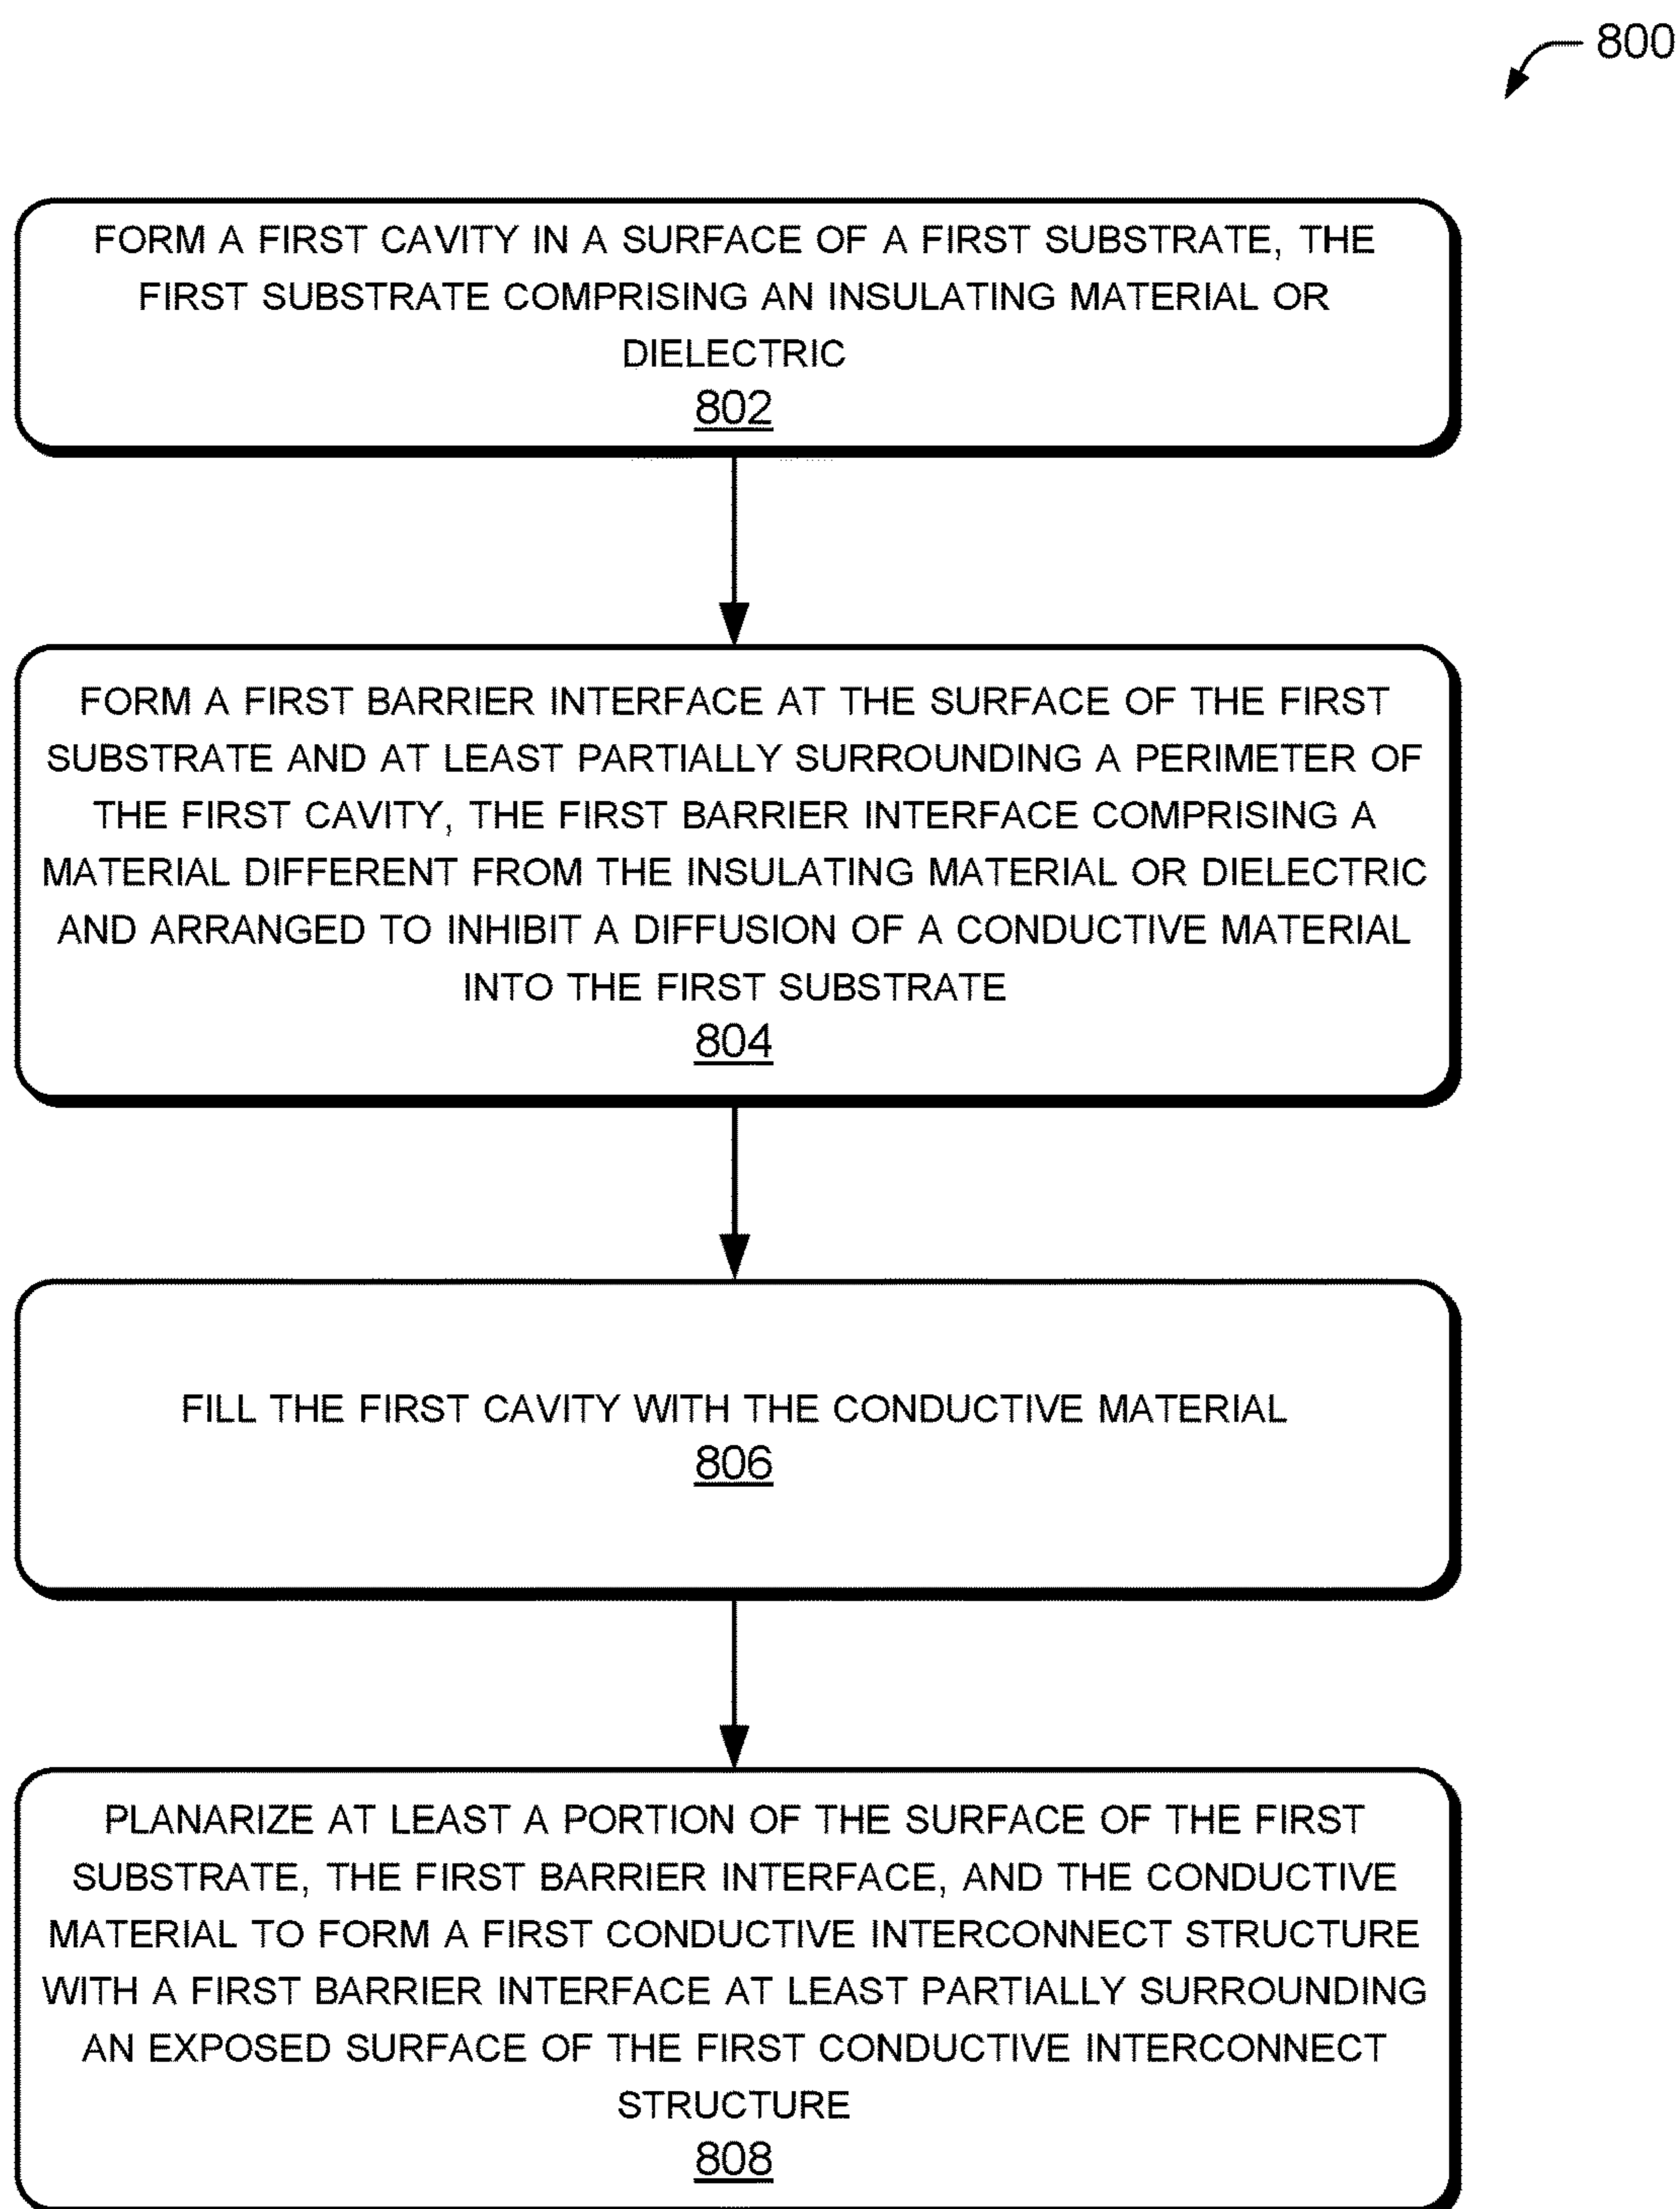 800
FORM A FIRST CAVITY IN A SURFACE OF A FIRST SUBSTRATE, THE
FIRST SUBSTRATE COMPRISING AN INSULATING MATERIAL OR
DIELECTRIC
802
FORM A FIRST BARRIER INTERFACE AT THE SURFACE OF THE FIRST
SUBSTRATE AND AT LEAST PARTIALLY SURROUNDING A PERIMETER OF
THE FIRST CAVITY, THE FIRST BARRIER INTERFACE COMPRISING A
MATERIAL DIFFERENT FROM THE INSULATING MATERIAL OR DIELECTRIC
AND ARRANGED TO INHIBIT A DIFFUSION OF A CONDUCTIVE MATERIAL
INTO THE FIRST SUBSTRATE
804
FILL THE FIRST CAVITY WITH THE CONDUCTIVE MATERIAL
806
PLANARIZE AT LEAST A PORTION OF THE SURFACE OF THE FIRST
SUBSTRATE, THE FIRST BARRIER INTERFACE, AND THE CONDUCTIVE
MATERIAL TO FORM A FIRST CONDUCTIVE INTERCONNECT STRUCTURE
WITH A FIRST BARRIER INTERFACE AT LEAST PARTIALLY SURROUNDING
AN EXPOSED SURFACE OF THE FIRST CONDUCTIVE INTERCONNECT
STRUCTURE
808